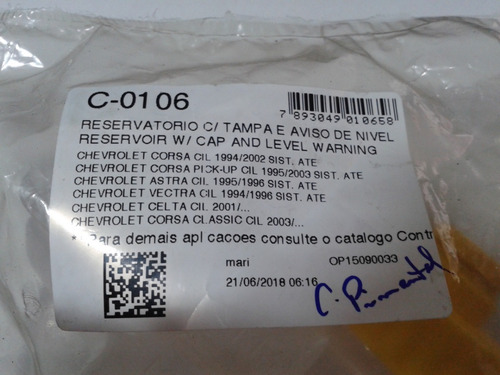 C-0106
7 893049 010658
RESERVATORIO C/ TAMPA E AVISO DE NIVEL
RESERVOIR W/ CAP AND LEVEL WARNING
CHEVROLET CORSA CIL 1994/2002 SIST. ATE
CHEVROLET CORSA PICK-UP CIL 1995/2003 SIST. ATE
CHEVROLET ASTRA CIL 1995/1996 SIST. ATE
CHEVROLET VECTRA CIL 1994/1996 SIST. ATE
CHEVROLET CELTA CIL 2001/...
CHEVROLET CORSA CLASSIC CIL 2003/...
* Para demais apl cacoes consulte o catalogo Contr
mari OP15090033
21/06/2018 06:16
C. Pimentel